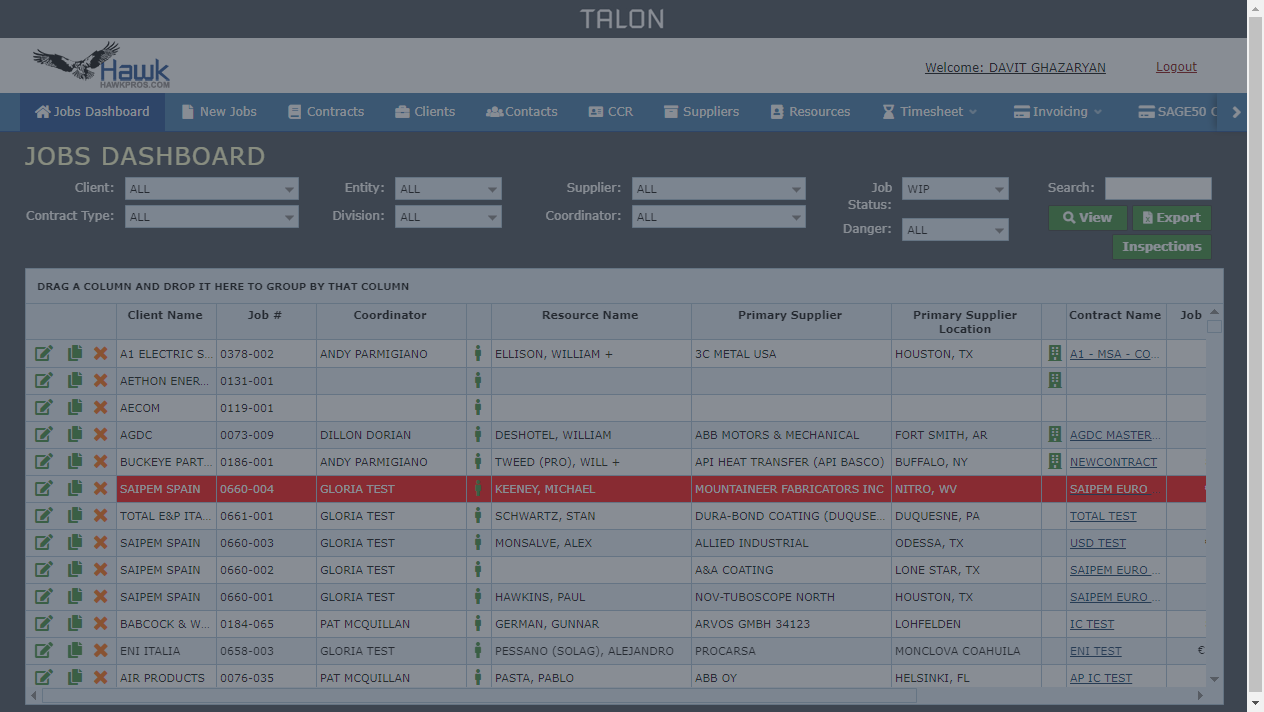 TALON
Hawk
HAWKPROS.COM
Welcome: DAVIT GHAZARYAN Logout
Jobs Dashboard New Jobs Contracts Clients Contacts CCR Suppliers Resources Timesheet Invoicing SAGE50
JOBS DASHBOARD
Client: ALL Entity: ALL Supplier: ALL Job Status: WIP Search:
Contract Type: ALL Division: ALL Coordinator: ALL Danger: ALL View Export
Inspections
DRAG A COLUMN AND DROP IT HERE TO GROUP BY THAT COLUMN
Client Name Job # Coordinator Resource Name Primary Supplier Primary Supplier Location Contract Name Job
A1 ELECTRIC S... 0378-002 ANDY PARMIGIANO ELLISON, WILLIAM + 3C METAL USA HOUSTON, TX A1 - MSA - CO...
AETHON ENER... 0131-001
AECOM 0119-001
AGDC 0073-009 DILLON DORIAN DESHOTEL, WILLIAM ABB MOTORS & MECHANICAL FORT SMITH, AR AGDC MASTER...
BUCKEYE PART... 0186-001 ANDY PARMIGIANO TWEED (PRO), WILL + API HEAT TRANSFER (API BASCO) BUFFALO, NY NEWCONTRACT
SAIPEM SPAIN 0660-004 GLORIA TEST KEENEY, MICHAEL MOUNTAINEER FABRICATORS INC NITRO, WV SAIPEM EURO ...
TOTAL E&P ITA... 0661-001 GLORIA TEST SCHWARTZ, STAN DURA-BOND COATING (DUQUSE... DUQUESNE, PA TOTAL TEST
SAIPEM SPAIN 0660-003 GLORIA TEST MONSALVE, ALEX ALLIED INDUSTRIAL ODESSA, TX USD TEST
SAIPEM SPAIN 0660-002 GLORIA TEST A&A COATING LONE STAR, TX SAIPEM EURO ...
SAIPEM SPAIN 0660-001 GLORIA TEST HAWKINS, PAUL NOV-TUBOSCOPE NORTH HOUSTON, TX SAIPEM EURO ...
BABCOCK & W... 0184-065 PAT MCQUILLAN GERMAN, GUNNAR ARVOS GMBH 34123 LOHFELDEN IC TEST
ENI ITALIA 0658-003 GLORIA TEST PESSANO (SOLAG), ALEJANDRO PROCARSA MONCLOVA COAHUILA ENI TEST €
AIR PRODUCTS 0076-035 PAT MCQUILLAN PASTA, PABLO ABB OY HELSINKI, FL AP IC TEST